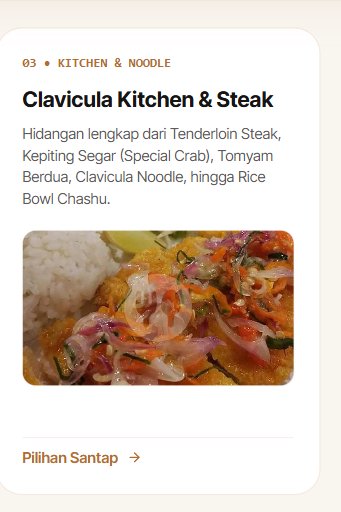 03 • KITCHEN & NOODLE
Clavicula Kitchen & Steak
Hidangan lengkap dari Tenderloin Steak,
Kepiting Segar (Special Crab), Tomyam
Berdua, Clavicula Noodle, hingga Rice
Bowl Chashu.
Pilihan Santap →